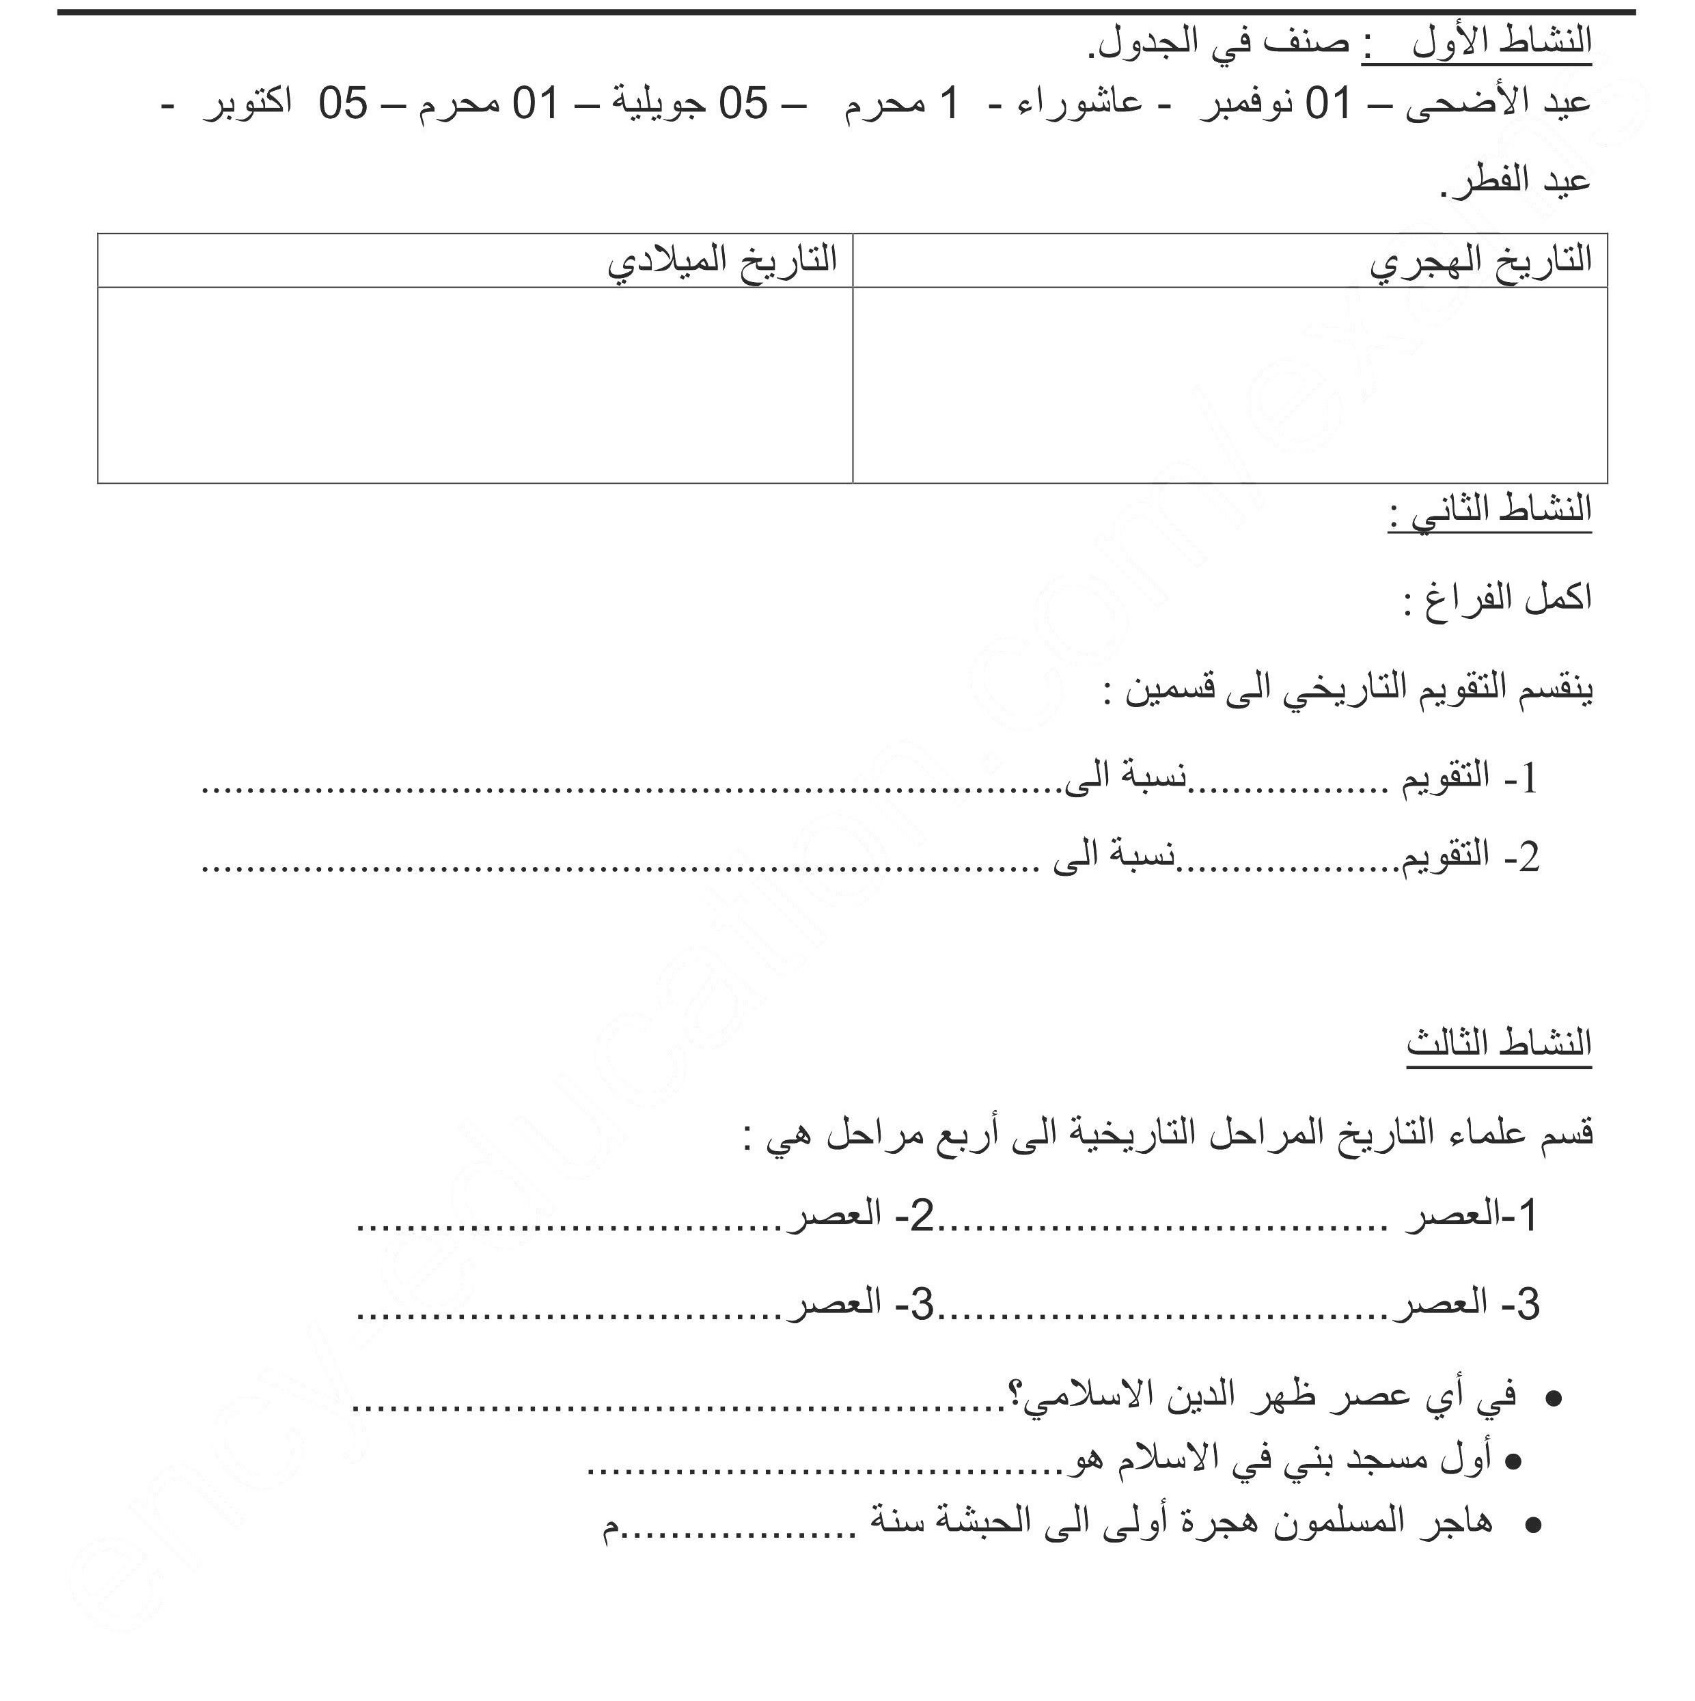 النشاط الأول : صنف في الجدول.
عيد الأضحى – 01 نوفمبر - عاشوراء - 1 محرم – 05 جويلية – 01 محرم – 05 اكتوبر -
عيد الفطر.
التاريخ الهجري
التاريخ الميلادي
النشاط الثاني :
اكمل الفراغ :
ينقسم التقويم التاريخي الى قسمين :
1- التقويم ..................نسبة الى............................................................................
2- التقويم....................نسبة الى ..........................................................................
النشاط الثالث
قسم علماء التاريخ المراحل التاريخية الى أربع مراحل هي :
1-العصر ....................................2- العصر..................................
3- العصر....................................3- العصر..................................
• في أي عصر ظهر الدين الاسلامي؟....................................................
• أول مسجد بني في الاسلام هو......................................
• هاجر المسلمون هجرة أولى الى الحبشة سنة ...................م
ency-education.com/exams